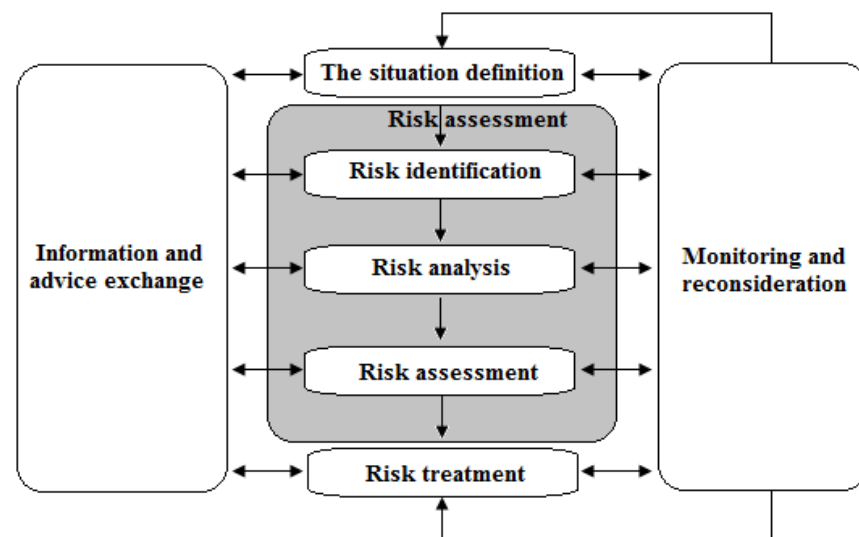 The situation definition
Risk assessment
Risk identification
Information and
advice exchange
Risk analysis
Monitoring and
reconsideration
Risk assessment
Risk treatment